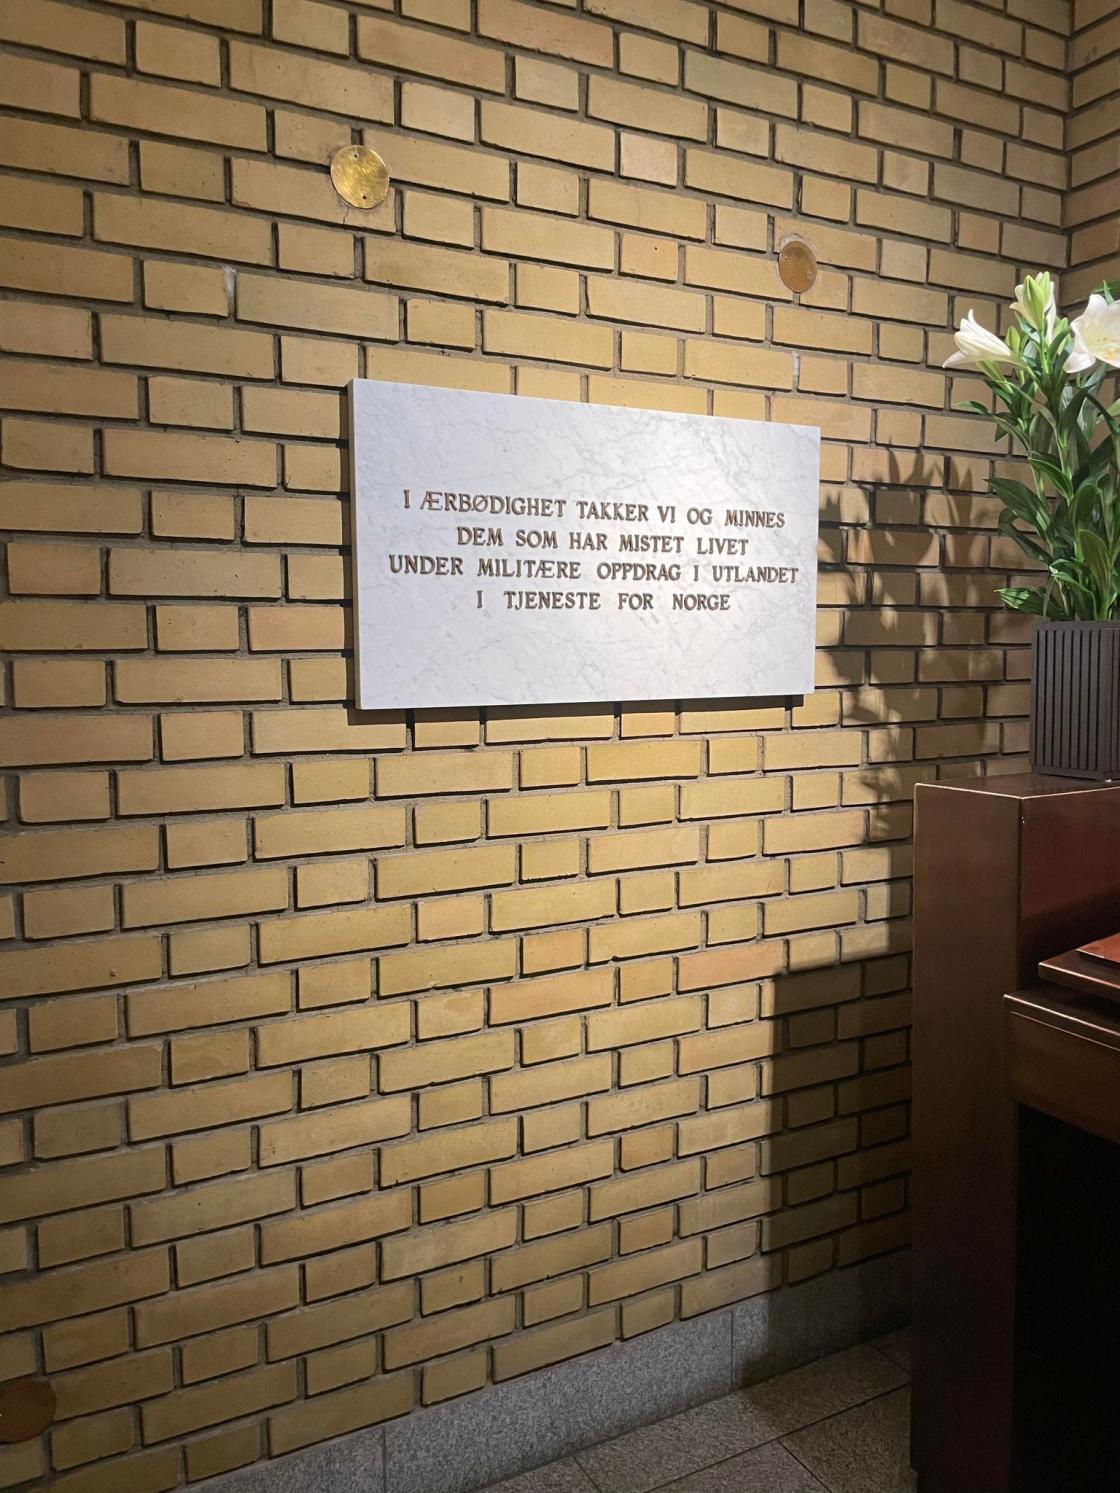 I ÆRBØDIGHET TAKKER VI OG MINNES
DEM SOM HAR MISTET LIVET
UNDER MILITÆRE OPPDRAG I UTLANDET
I TJENESTE FOR NORGE